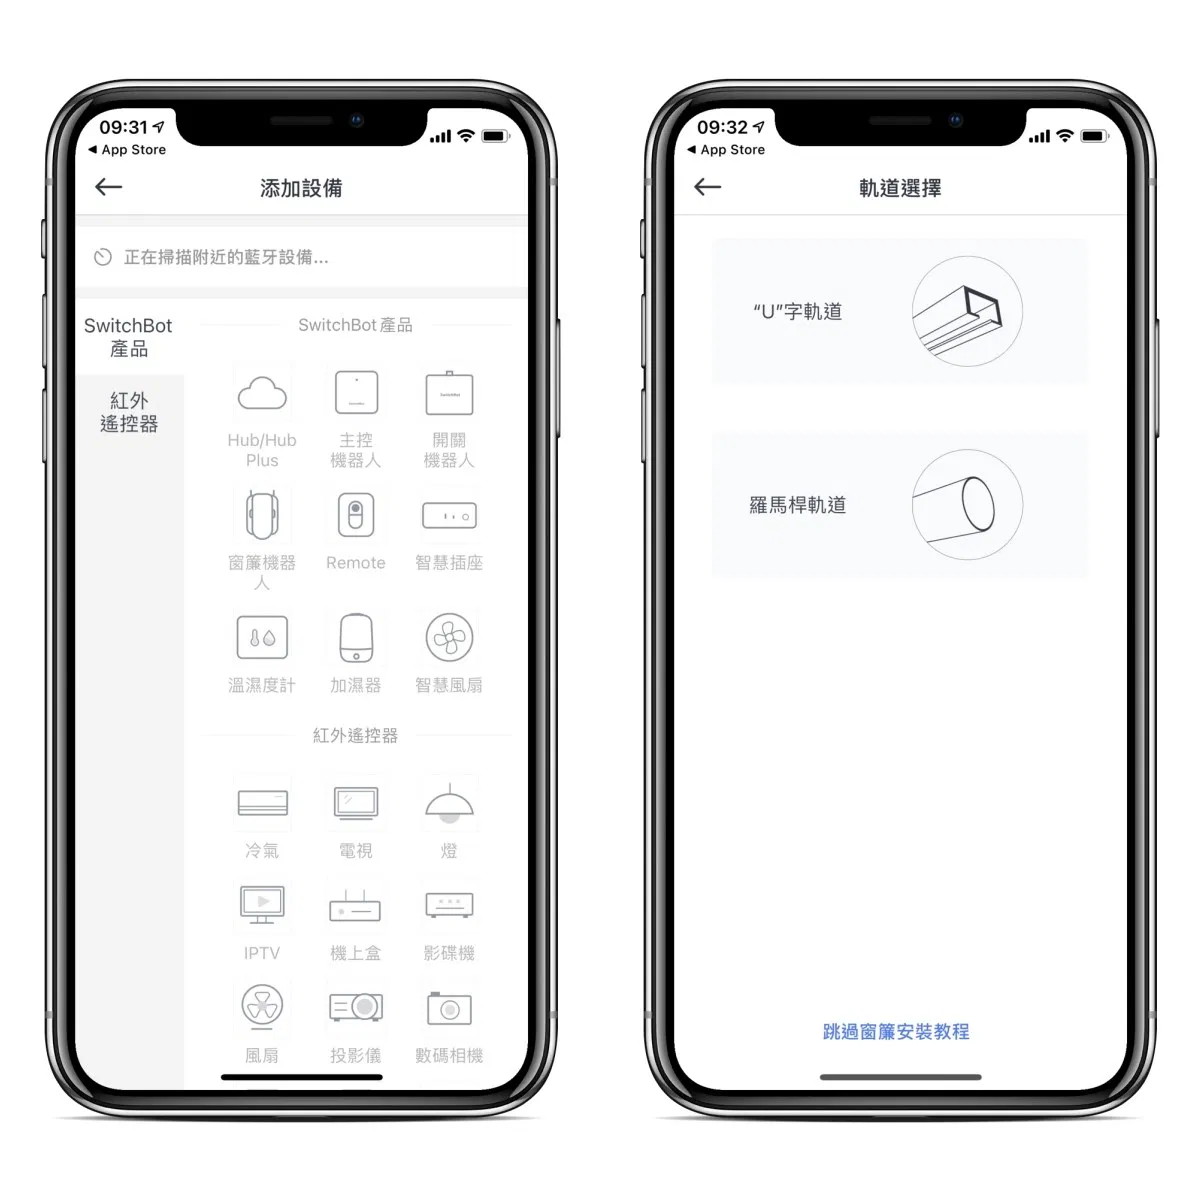 09:31
◀ App Store
添加設備
正在掃描附近的藍牙設備...
SwitchBot
產品
紅外
遙控器
SwitchBot 產品
Hub/Hub
Plus
主控
機器人
SwitchBot
開關
機器人
窗簾機器
人
Remote
智慧插座
溫濕度計
加濕器
智慧風扇
紅外遙控器
冷氣
電視
燈
IPTV
機上盒
影碟機
風扇
投影儀
數碼相機
09:32
◀ App Store
軌道選擇
“U”字軌道
羅馬桿軌道
跳過窗簾安裝教程